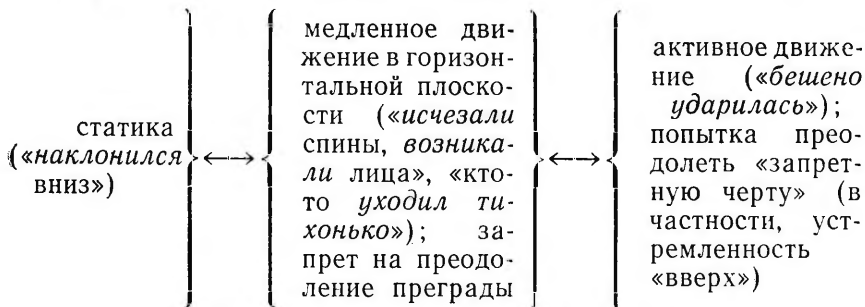 статика
(«наклонился
вниз»)
медленное дви-
жение в горизон-
тальной плоско-
сти («исчезали
спины, возника-
ли лица», «кто-
то уходил ти-
хонько»); за-
прет на преодо-
ление преграды
активное движе-
ние («бешено
ударилась»);
попытка прео-
долеть «запрет-
ную черту» (в
частности, уст-
ремленность
«вверх»)